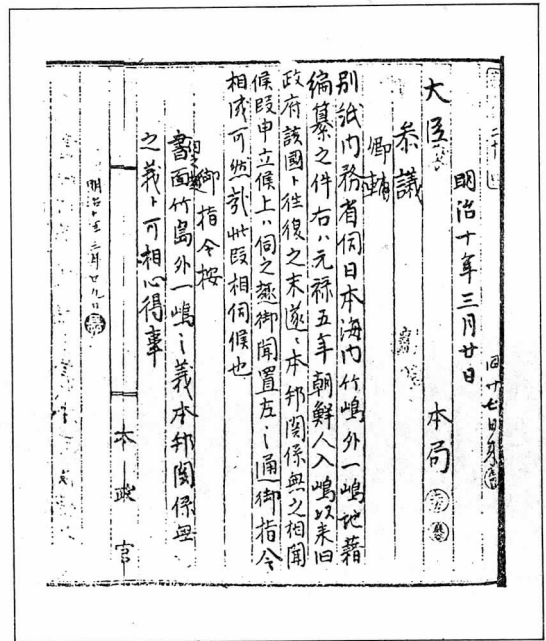 明治十年三月廿日
大臣
本局
参議
卿輔
別紙内務省伺日本海内竹嶋外一嶋地籍
編纂之件右ハ元禄五年朝鮮人入嶋以来旧
政府該國ト往復之末遂ニ本邦関係無之相聞
候段申立候上ハ伺之趣御聞置左之通御指令
相成可然哉此段相伺候也
御指令按
伺之趣
書面竹島外一嶋之義本邦関係無
之義ト可相心得事
明治十年三月廿九日
太政官